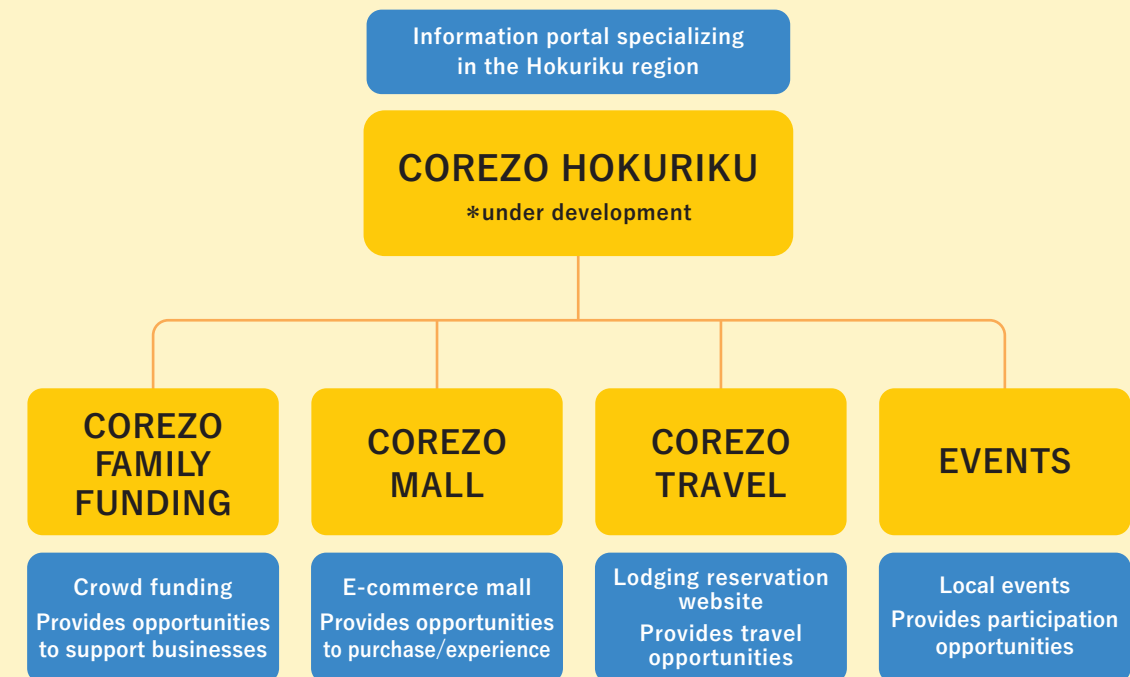 Information portal specializing
in the Hokuriku region
COREZO HOKURIKU
*under development
COREZO
FAMILY
FUNDING
Crowd funding
Provides opportunities
to support businesses
COREZO
MALL
E-commerce mall
Provides opportunities
to purchase/experience
COREZO
TRAVEL
Lodging reservation
website
Provides travel
opportunities
EVENTS
Local events
Provides participation
opportunities